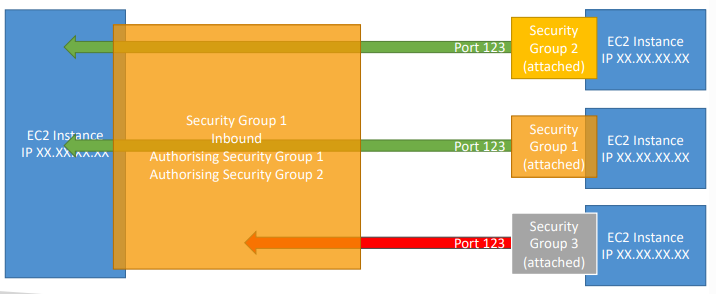 EC2 Instance
IP XX.XX.XX.XX
Security Group 1
Inbound
Authorising Security Group 1
Authorising Security Group 2
Port 123
Security
Group 2
(attached)
EC2 Instance
IP XX.XX.XX.XX
Port 123
Security
Group 1
(attached)
EC2 Instance
IP XX.XX.XX.XX
Port 123
Security
Group 3
(attached)
EC2 Instance
IP XX.XX.XX.XX